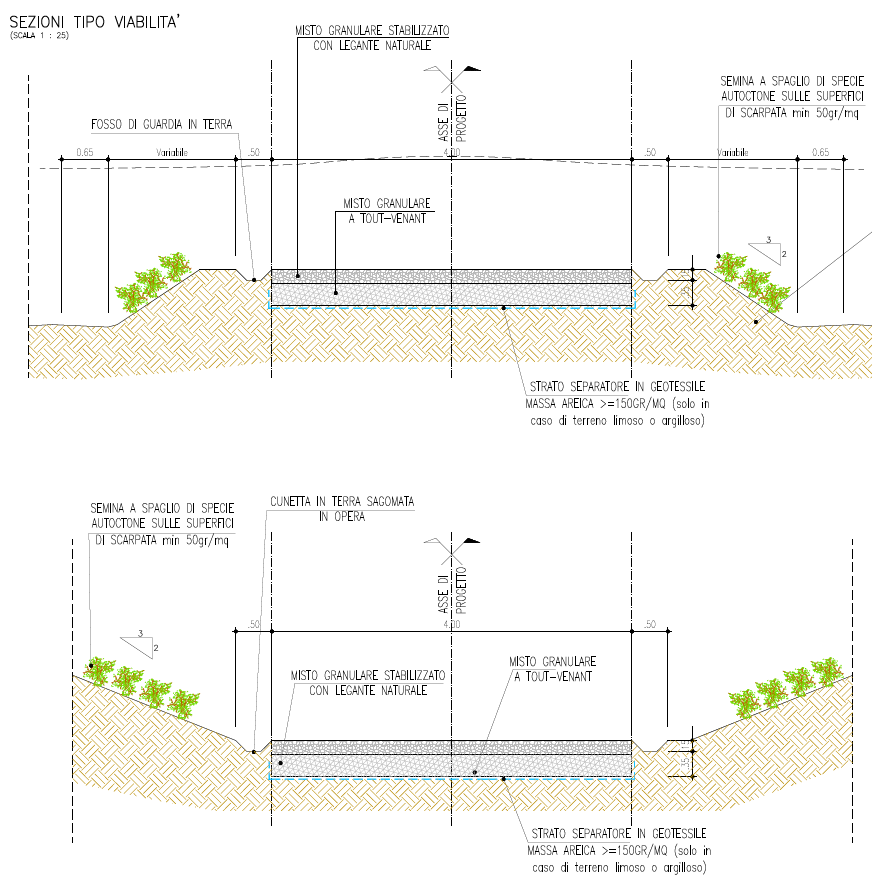 SEZIONI TIPO VIABILITA'
(SCALA 1 : 25)
MISTO GRANULARE STABILIZZATO
CON LEGANTE NATURALE
SEMINA A SPAGLIO DI SPECIE
AUTOCTONE SULLE SUPERFICI
DI SCARPATA min 50gr/mq
FOSSO DI GUARDIA IN TERRA
ASSE DI
PROGETTO
0.65
Variabile
.50
4.00
.50
Variabile
0.65
MISTO GRANULARE
A TOUT-VENANT
3
2
.15
.35
STRATO SEPARATORE IN GEOTESSILE
MASSA AREICA >=150GR/MQ (solo in
caso di terreno limoso o argilloso)
SEMINA A SPAGLIO DI SPECIE
AUTOCTONE SULLE SUPERFICI
DI SCARPATA min 50gr/mq
CUNETTA IN TERRA SAGOMATA
IN OPERA
ASSE DI
PROGETTO
.50
4.00
.50
3
2
MISTO GRANULARE STABILIZZATO
CON LEGANTE NATURALE
MISTO GRANULARE
A TOUT-VENANT
.15
.35
STRATO SEPARATORE IN GEOTESSILE
MASSA AREICA >=150GR/MQ (solo in
caso di terreno limoso o argilloso)